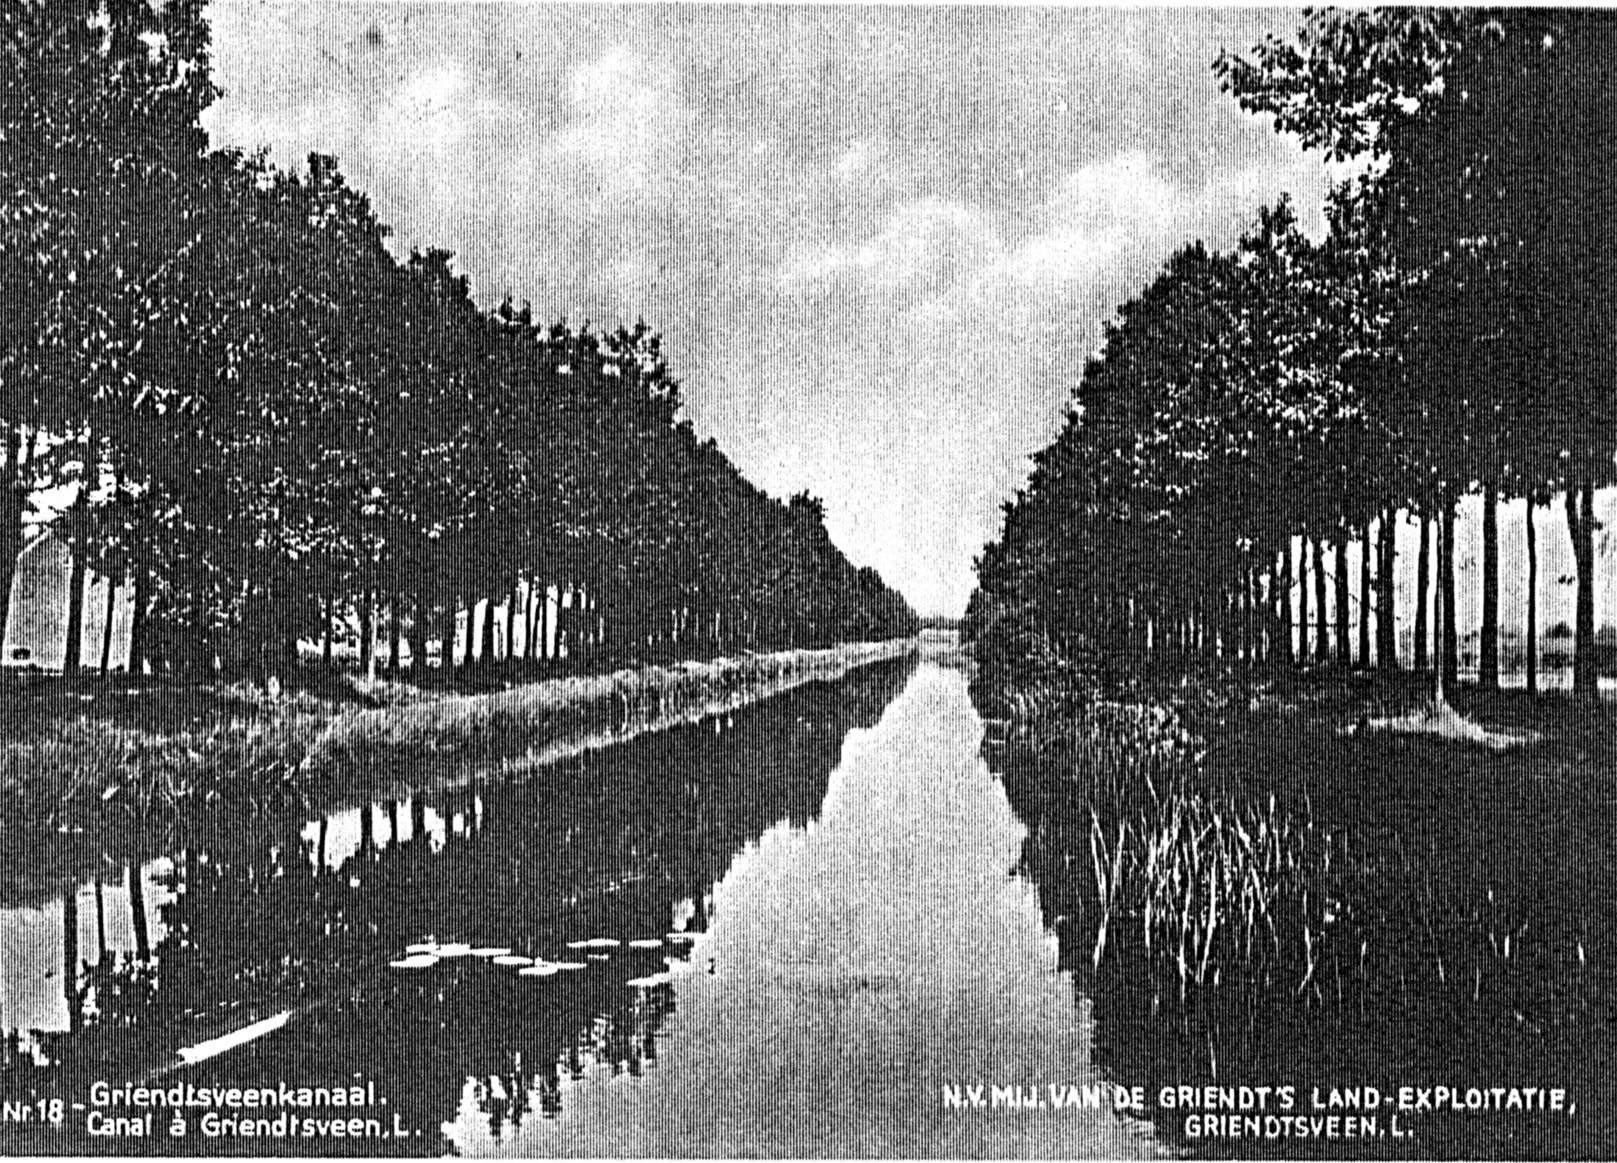 Nr. 18 - Griendtsveenkanaal.
Canal à Griendtsveen, L.
N.V. MIJ. VAN DE GRIENDT'S LAND-EXPLOITATIE,
GRIENDTSVEEN, L.